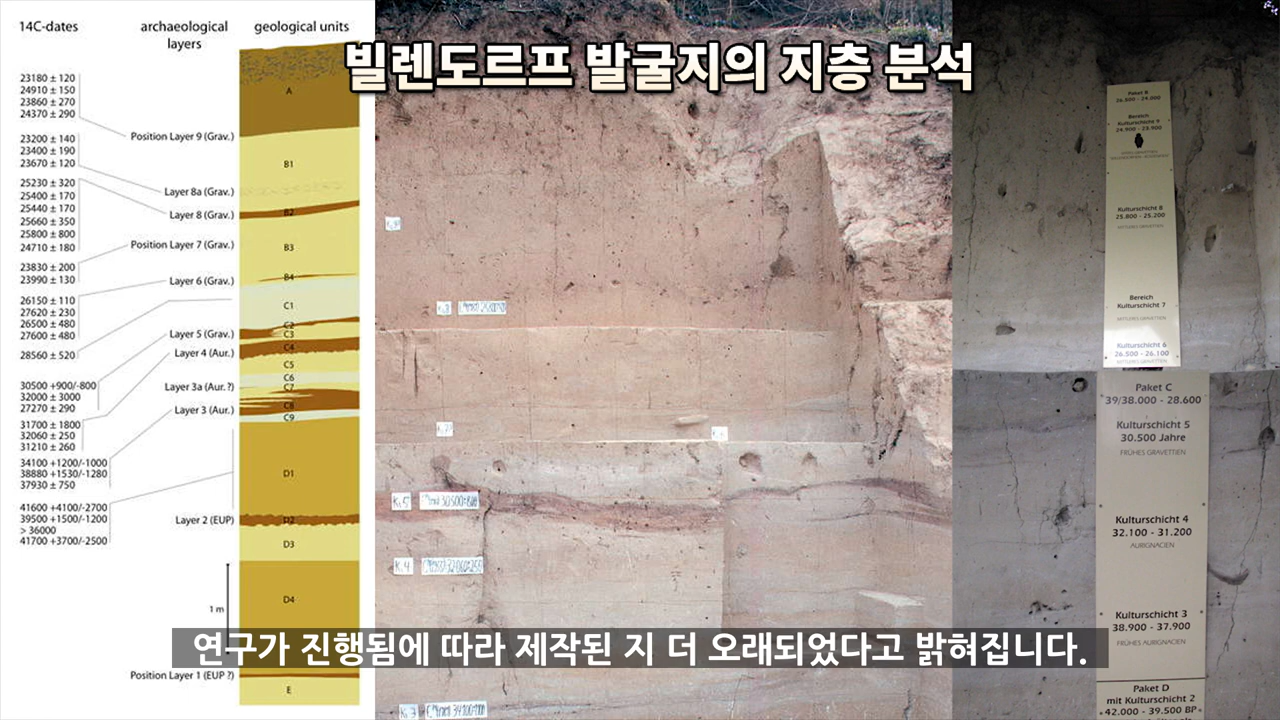 빌렌도르프 발굴지의 지층 분석
14C-dates
archaeological
layers
geological units
23180 ± 120
24910 ± 150
23860 ± 270
24370 ± 290
23200 ± 140
23400 ± 190
23670 ± 120
25230 ± 320
25400 ± 170
25440 ± 170
25660 ± 350
25800 ± 800
24710 ± 180
23830 ± 200
23990 ± 130
26150 ± 110
27620 ± 230
26500 ± 480
27600 ± 480
28560 ± 520
30500 +900/-800
32000 ± 3000
27270 ± 290
31700 ± 1800
32060 ± 250
31210 ± 260
34100 +1200/-1000
38880 +1530/-1280
37930 ± 750
41600 +4100/-2700
39500 +1500/-1200
> 36000
41700 +3700/-2500
Position Layer 9 (Grav.)
Layer 8a (Grav.)
Layer 8 (Grav.)
Position Layer 7 (Grav.)
Layer 6 (Grav.)
Layer 5 (Grav.)
Layer 4 (Aur.)
Layer 3a (Aur.?)
Layer 3 (Aur.)
Layer 2 (EUP)
1 m
Position Layer 1 (EUP ?)
A
B1
B2
B3
B4
C1
C2
C3
C4
C5
C6
C7
C8
C9
D1
D2
D3
D4
E
Paket B
26.500 - 24.000
Bereich
Kulturschicht 9
24.900 - 23.900
Kulturschicht 8
25.800 - 25.200
MITTLERES GRAVETTIEN
Bereich
Kulturschicht 7
MITTLERES GRAVETTIEN
Kulturschicht 6
26.500 - 26.100
MITTLERES GRAVETTIEN
Paket C
39/38.000 - 28.600
Kulturschicht 5
30.500 Jahre
FRÜHES GRAVETTIEN
Kulturschicht 4
32.100 - 31.200
AURIGNACIEN
Kulturschicht 3
38.900 - 37.900
FRÜHES AURIGNACIEN
Paket D
mit Kulturschicht 2
42.000 - 39.500 BP
연구가 진행됨에 따라 제작된 지 더 오래되었다고 밝혀집니다.